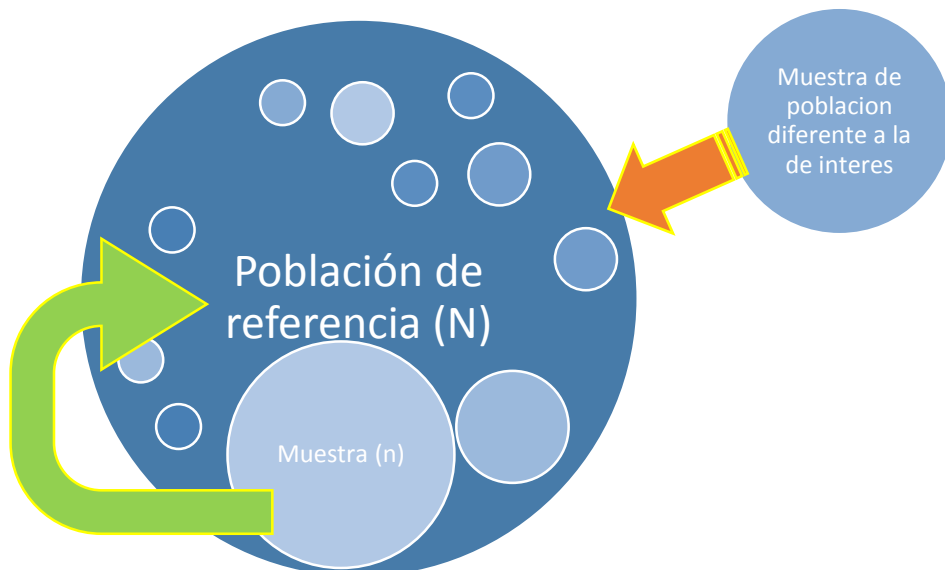 Muestra de
poblacion
diferente a la
de interes
Población de
referencia (N)
Muestra (n)